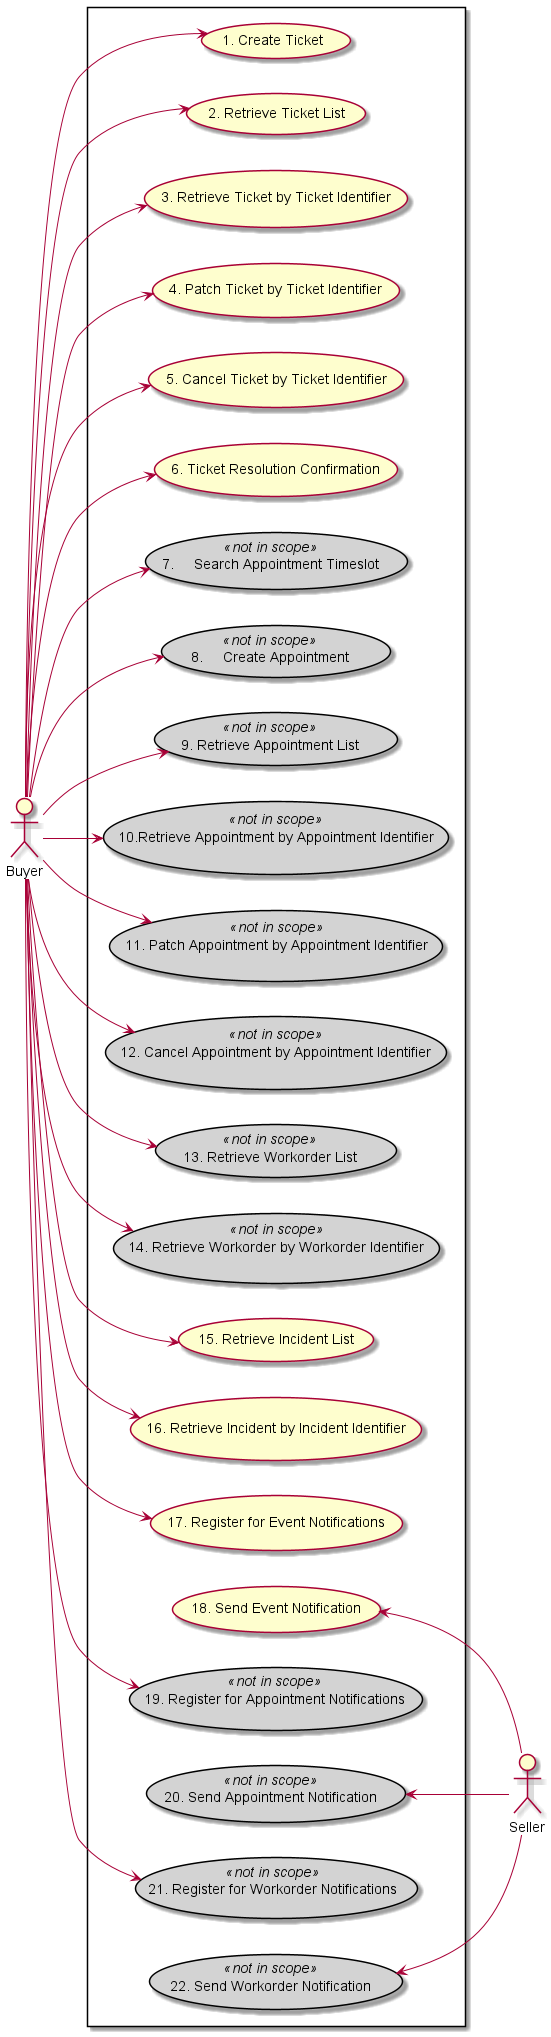 1. Create Ticket
2. Retrieve Ticket List
3. Retrieve Ticket by Ticket Identifier
4. Patch Ticket by Ticket Identifier
5. Cancel Ticket by Ticket Identifier
6. Ticket Resolution Confirmation
«not in scope»
7. Search Appointment Timeslot
«not in scope»
8. Create Appointment
«not in scope»
9. Retrieve Appointment List
«not in scope»
10.Retrieve Appointment by Appointment Identifier
Buyer
«not in scope»
11. Patch Appointment by Appointment Identifier
«not in scope»
12. Cancel Appointment by Appointment Identifier
«not in scope»
13. Retrieve Workorder List
«not in scope»
14. Retrieve Workorder by Workorder Identifier
15. Retrieve Incident List
16. Retrieve Incident by Incident Identifier
17. Register for Event Notifications
18. Send Event Notification
«not in scope»
19. Register for Appointment Notifications
«not in scope»
20. Send Appointment Notification
Seller
«not in scope»
21. Register for Workorder Notifications
«not in scope»
22. Send Workorder Notification